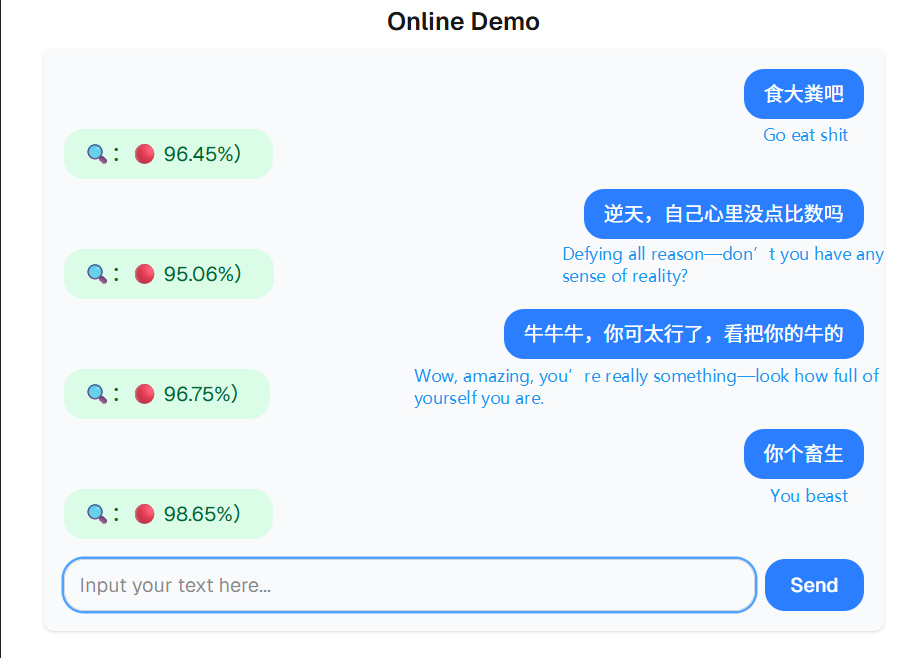 Online Demo
食大粪吧
Go eat shit
🔍： 🔴 96.45%)
逆天，自己心里没点比数吗
Defying all reason—don’t you have any
sense of reality?
🔍： 🔴 95.06%)
牛牛牛，你可太行了，看把你的牛的
Wow, amazing, you’re really something—look how full of
yourself you are.
🔍： 🔴 96.75%)
你个畜生
You beast
🔍： 🔴 98.65%)
Input your text here...
Send